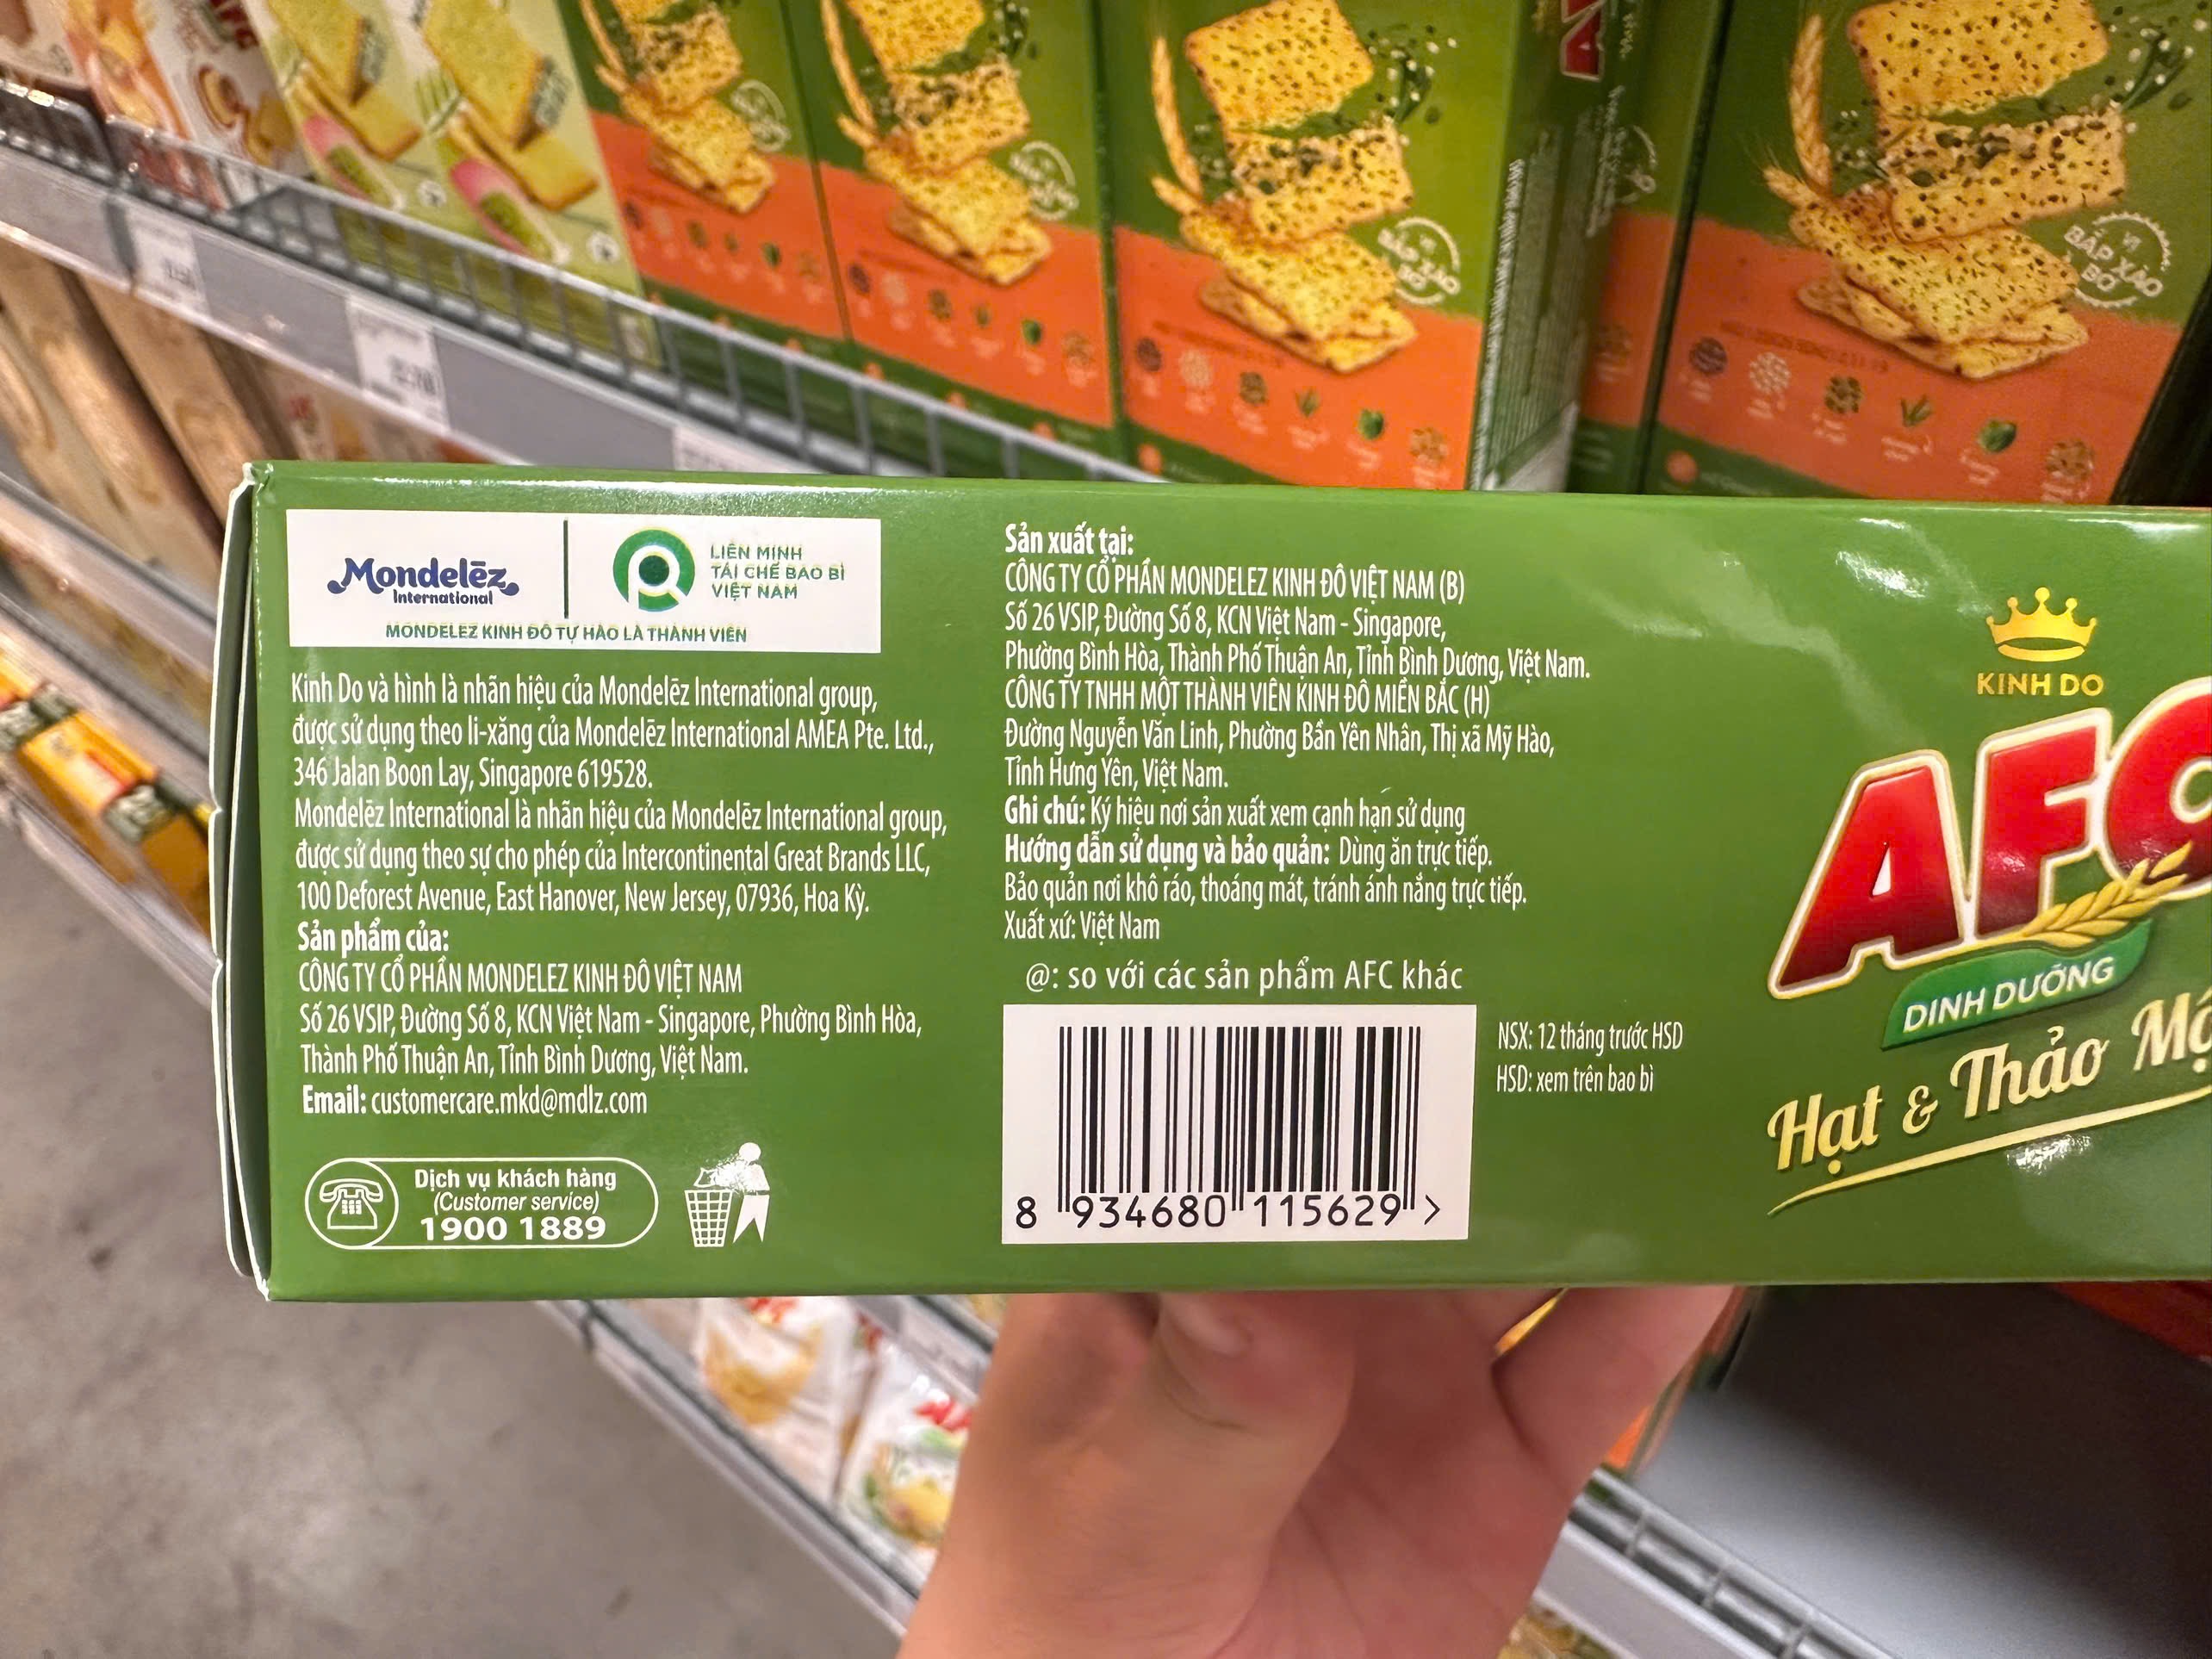 VỊ
BẮP XÀO
BƠ
Mondelēz
International
LIÊN MINH
TÁI CHẾ BAO BÌ
VIỆT NAM
MONDELEZ KINH ĐÔ TỰ HÀO LÀ THÀNH VIÊN
Kinh Do và hình là nhãn hiệu của Mondelēz International group,
được sử dụng theo li-xăng của Mondelēz International AMEA Pte. Ltd.,
346 Jalan Boon Lay, Singapore 619528.
Mondelēz International là nhãn hiệu của Mondelēz International group,
được sử dụng theo sự cho phép của Intercontinental Great Brands LLC,
100 Deforest Avenue, East Hanover, New Jersey, 07936, Hoa Kỳ.
Sản phẩm của:
CÔNG TY CỔ PHẦN MONDELEZ KINH ĐÔ VIỆT NAM
Số 26 VSIP, Đường Số 8, KCN Việt Nam - Singapore, Phường Bình Hòa,
Thành Phố Thuận An, Tỉnh Bình Dương, Việt Nam.
Email: customercare.mkd@mdlz.com
Dịch vụ khách hàng
(Customer service)
1900 1889
Sản xuất tại:
CÔNG TY CỔ PHẦN MONDELEZ KINH ĐÔ VIỆT NAM (B)
Số 26 VSIP, Đường Số 8, KCN Việt Nam - Singapore,
Phường Bình Hòa, Thành Phố Thuận An, Tỉnh Bình Dương, Việt Nam.
CÔNG TY TNHH MỘT THÀNH VIÊN KINH ĐÔ MIỀN BẮC (H)
Đường Nguyễn Văn Linh, Phường Bần Yên Nhân, Thị xã Mỹ Hào,
Tỉnh Hưng Yên, Việt Nam.
Ghi chú: Ký hiệu nơi sản xuất xem cạnh hạn sử dụng
Hướng dẫn sử dụng và bảo quản: Dùng ăn trực tiếp.
Bảo quản nơi khô ráo, thoáng mát, tránh ánh nắng trực tiếp.
Xuất xứ: Việt Nam
@: so với các sản phẩm AFC khác
8 934680 115629 >
NSX: 12 tháng trước HSD
HSD: xem trên bao bì
KINH DO
AFC
DINH DƯỠNG
Hạt & Thảo Mộ